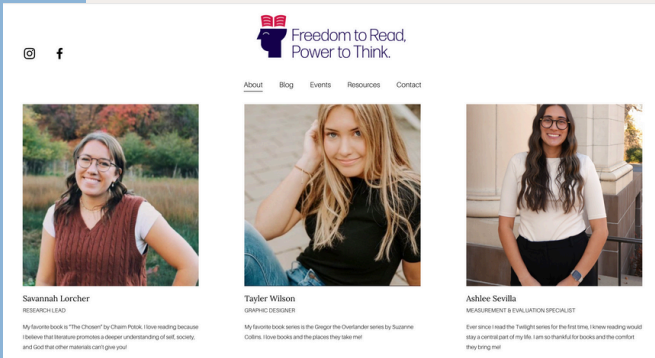 Freedom to Read,
Power to Think.
About Blog Events Resources Contact
Savannah Lorcher
RESEARCH LEAD
My favorite book is "The Chosen" by Chaim Potok. I love reading because
I believe that literature promotes a deeper understanding of self, society,
and God that other materials can't give you!
Tayler Wilson
GRAPHIC DESIGNER
My favorite book series is the Gregor the Overlander series by Suzanne
Collins. I love books and the places they take me!
Ashlee Sevilla
MEASUREMENT & EVALUATION SPECIALIST
Ever since I read the Twilight series for the first time, I knew reading would
stay a central part of my life. I am so thankful for books and the comfort
they bring me!